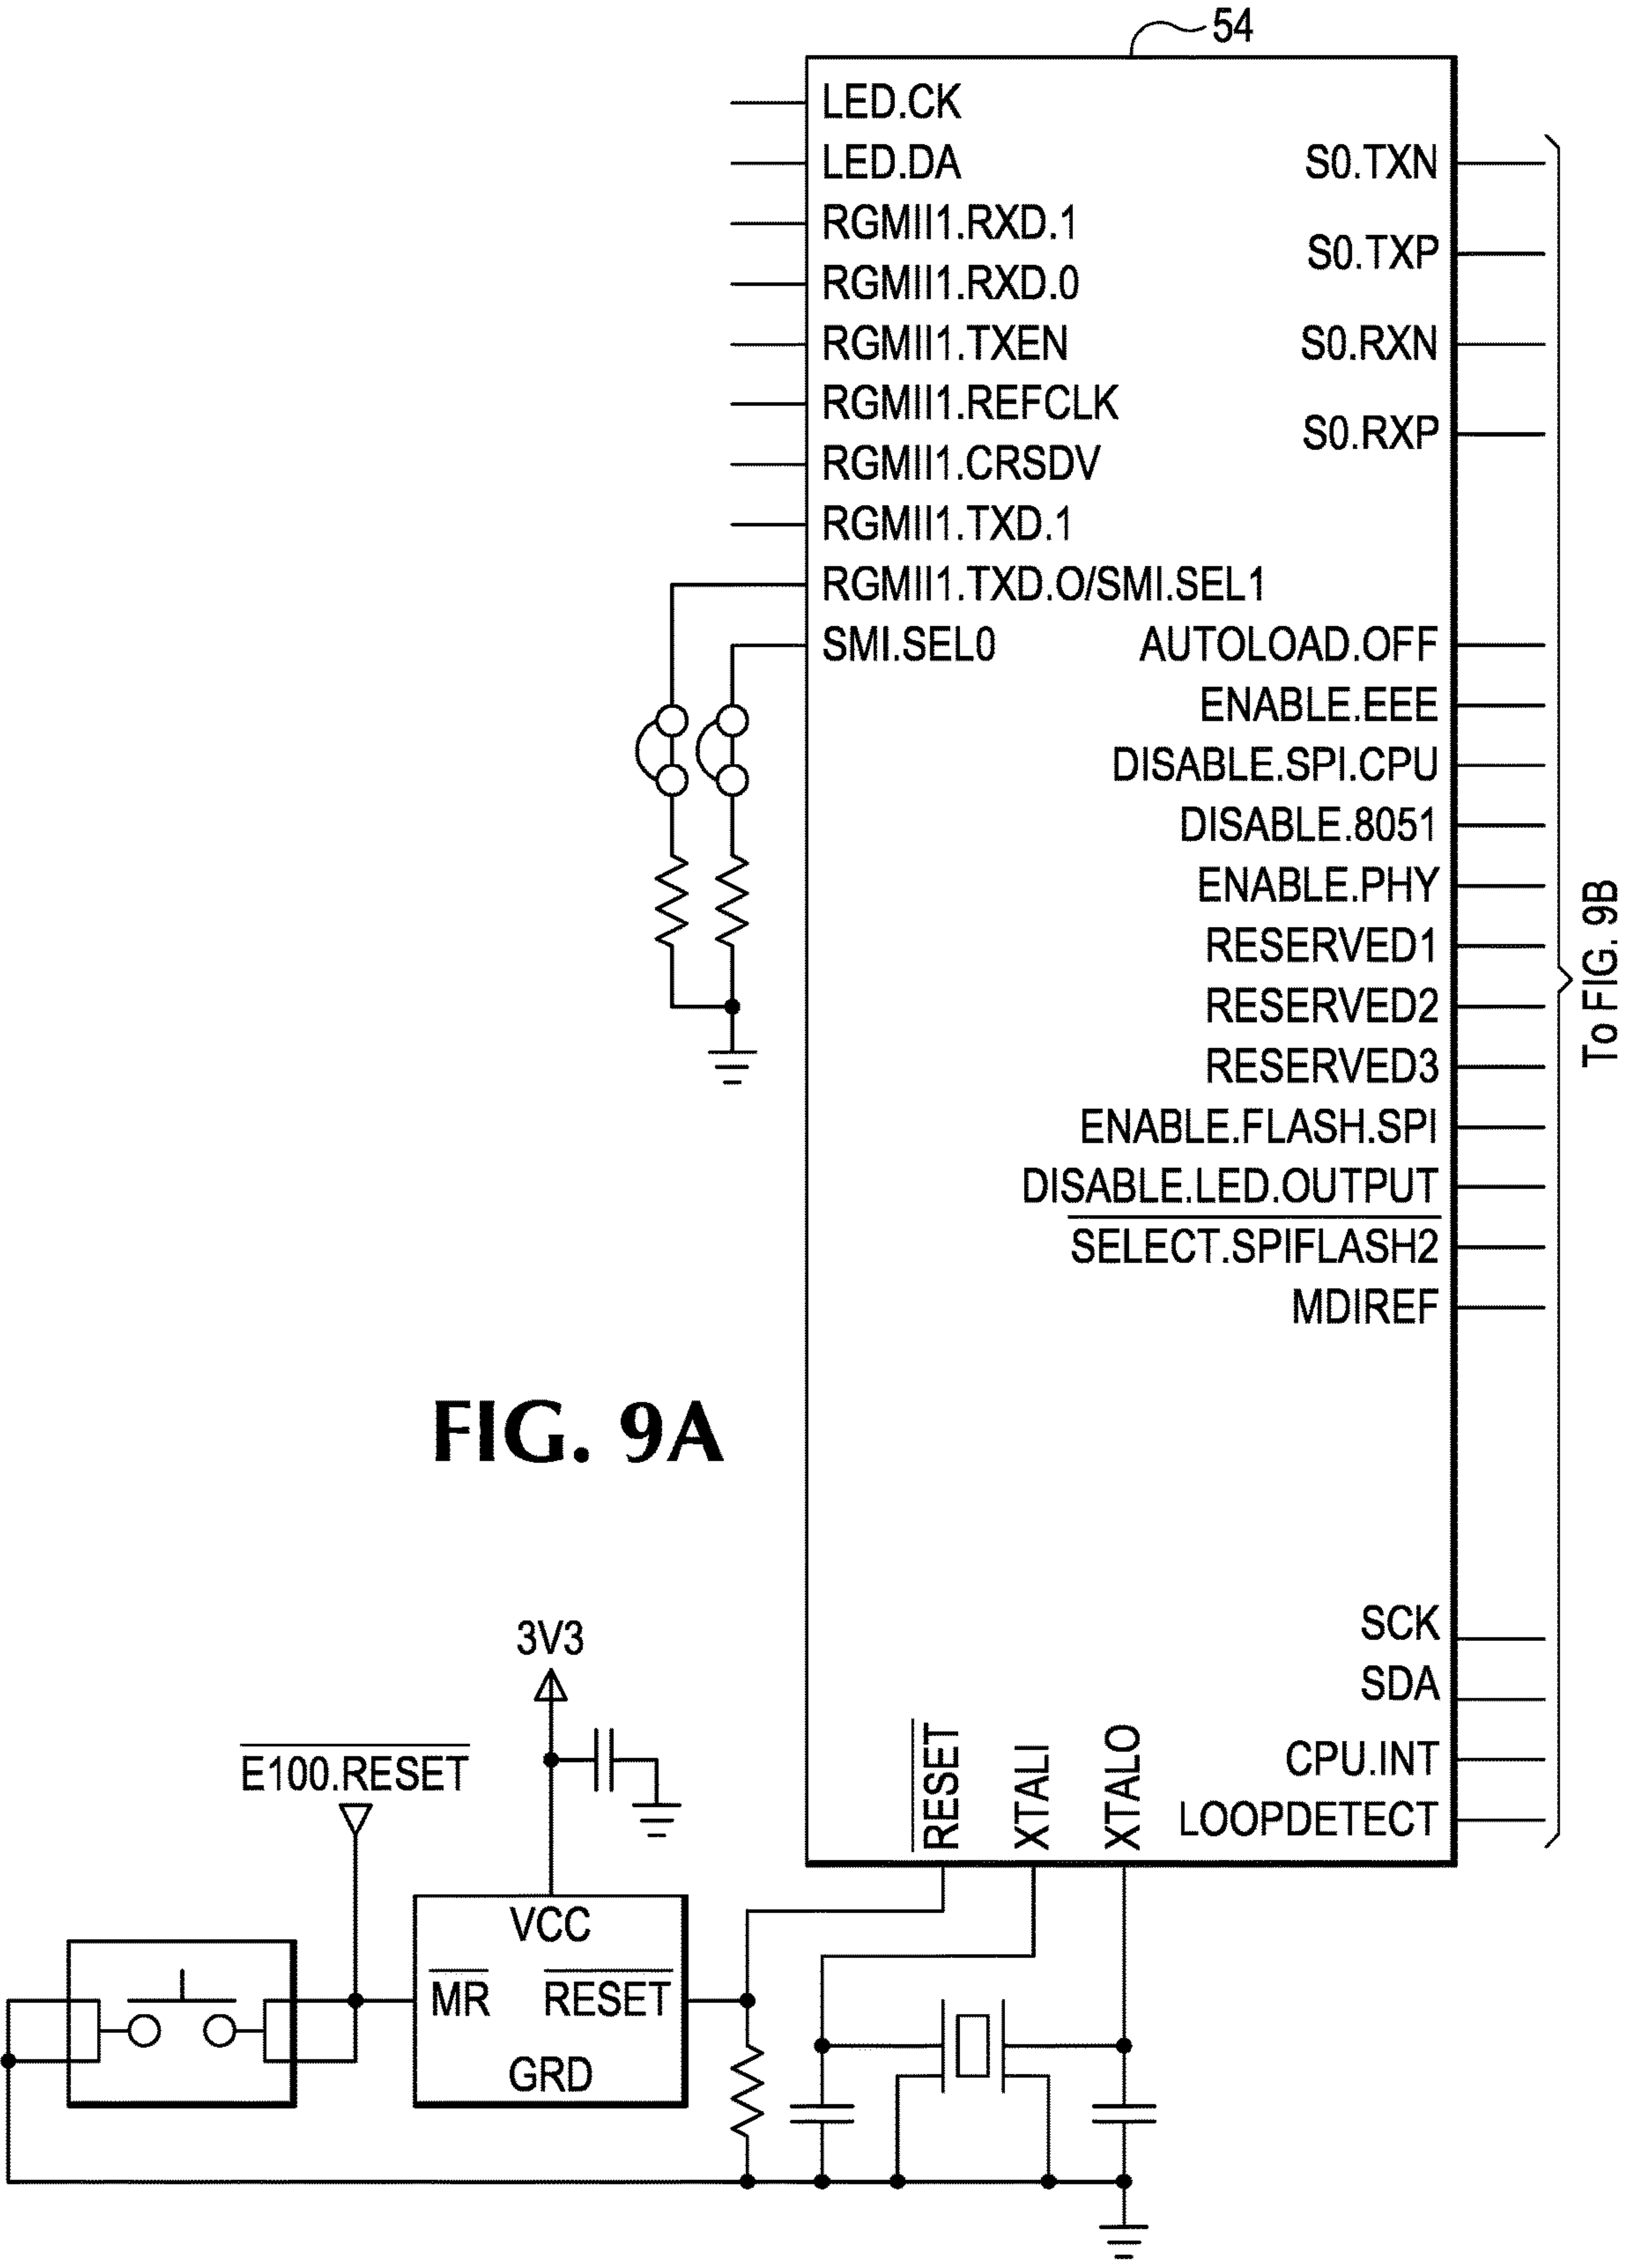 54
LED.CK
LED.DA
RGMII1.RXD.1
RGMII1.RXD.0
RGMII1.TXEN
RGMII1.REFCLK
RGMII1.CRSDV
RGMII1.TXD.1
RGMII1.TXD.O/SMI.SEL1
SMI.SEL0
S0.TXN
S0.TXP
S0.RXN
S0.RXP
AUTOLOAD.OFF
ENABLE.EEE
DISABLE.SPI.CPU
DISABLE.8051
ENABLE.PHY
RESERVED1
RESERVED2
RESERVED3
ENABLE.FLASH.SPI
DISABLE.LED.OUTPUT
SELECT.SPIFLASH2
MDIREF
SCK
SDA
CPU.INT
LOOPDETECT
To FIG. 9B
RESET
XTALI
XTALO
FIG. 9A
3V3
E100.RESET
VCC
MR
RESET
GRD